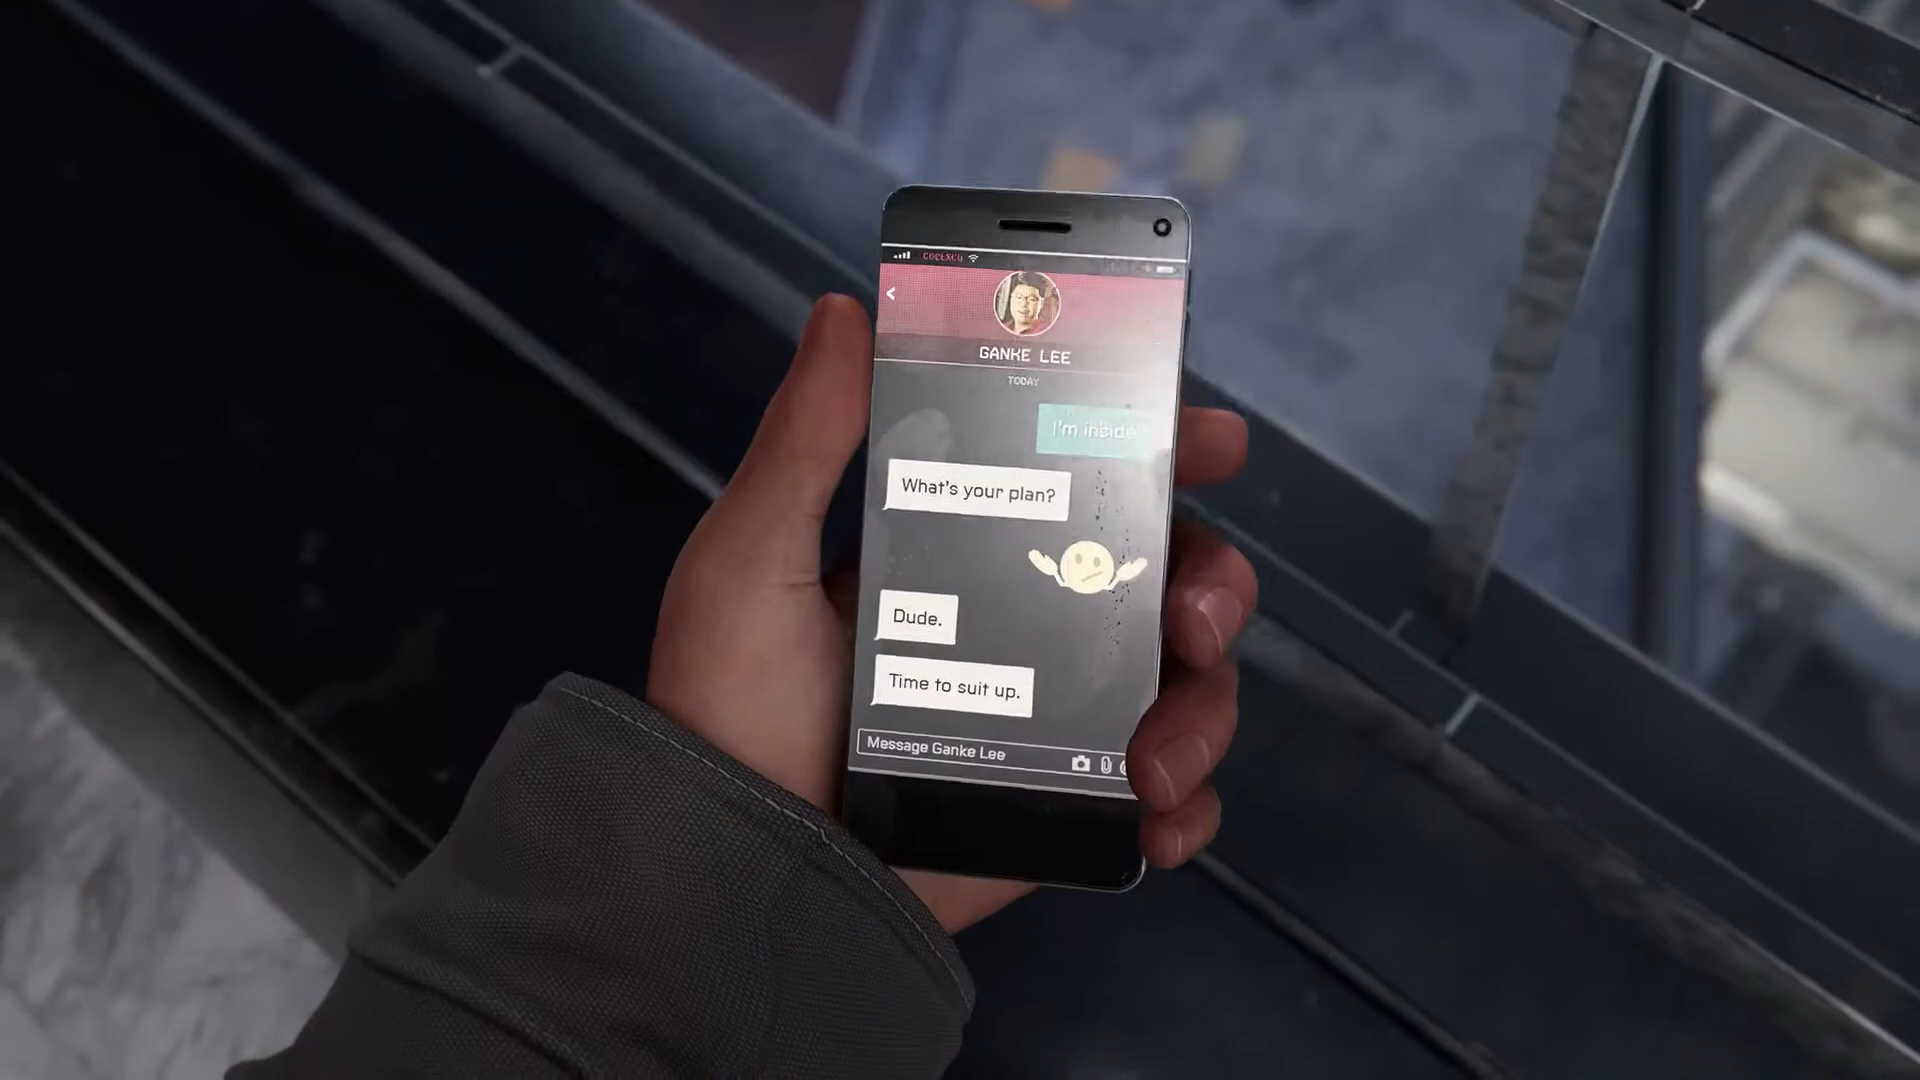 GANKE LEE
TODAY
I'm inside
What's your plan?
Dude.
Time to suit up.
Message Ganke Lee